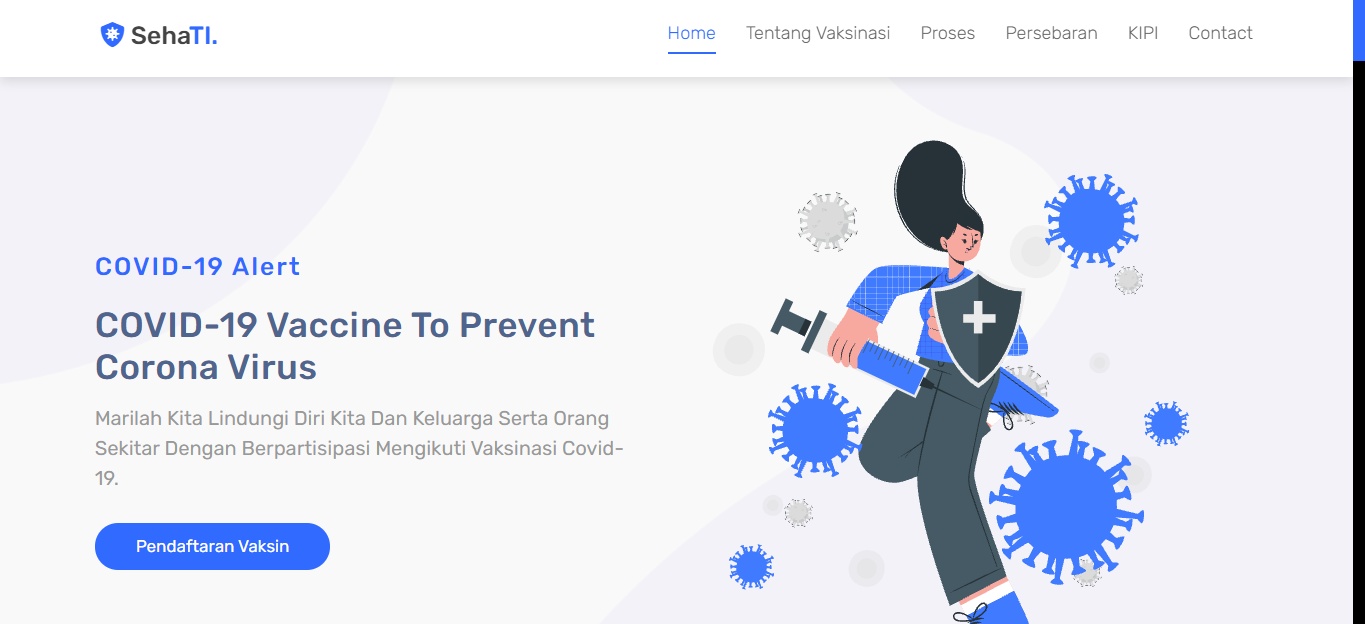 SehaTI.
Home Tentang Vaksinasi Proses Persebaran KIPI Contact
COVID-19 Alert
COVID-19 Vaccine To Prevent
Corona Virus
Marilah Kita Lindungi Diri Kita Dan Keluarga Serta Orang
Sekitar Dengan Berpartisipasi Mengikuti Vaksinasi Covid-
19.
Pendaftaran Vaksin